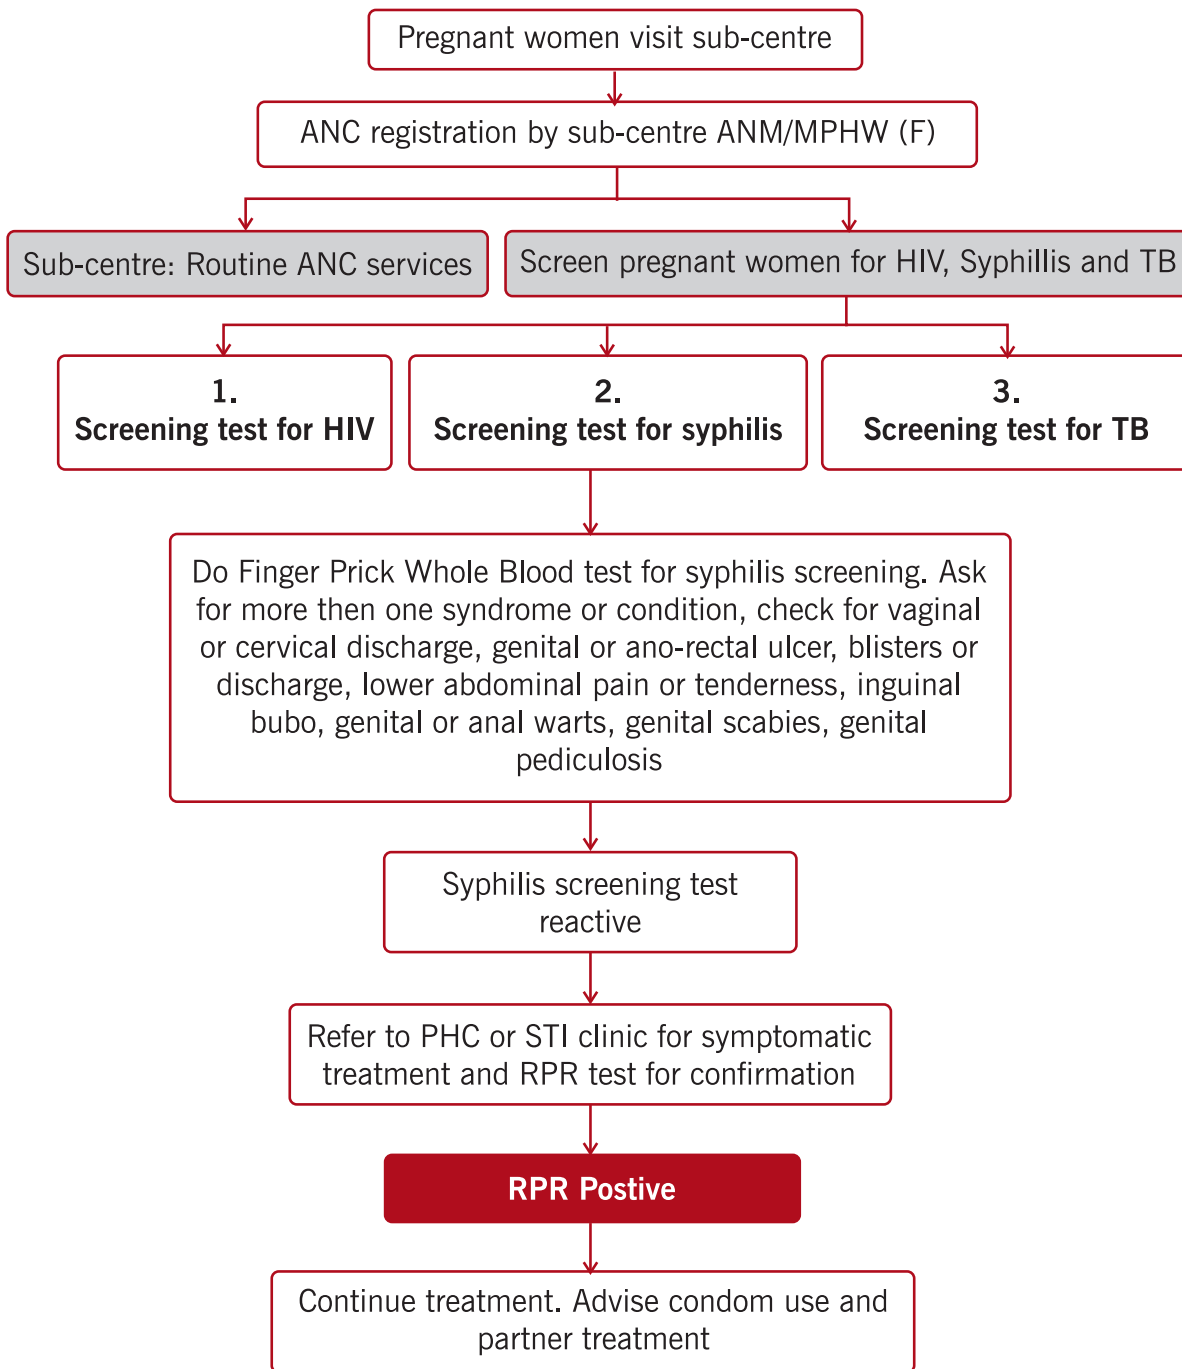 Pregnant women visit sub-centre
ANC registration by sub-centre ANM/MPHW (F)
Sub-centre: Routine ANC services
Screen pregnant women for HIV, Syphillis and TB
1.
Screening test for HIV
2.
Screening test for syphilis
3.
Screening test for TB
Do Finger Prick Whole Blood test for syphilis screening. Ask
for more then one syndrome or condition, check for vaginal
or cervical discharge, genital or ano-rectal ulcer, blisters or
discharge, lower abdominal pain or tenderness, inguinal
bubo, genital or anal warts, genital scabies, genital
pediculosis
Syphilis screening test
reactive
Refer to PHC or STI clinic for symptomatic
treatment and RPR test for confirmation
RPR Postive
Continue treatment. Advise condom use and
partner treatment